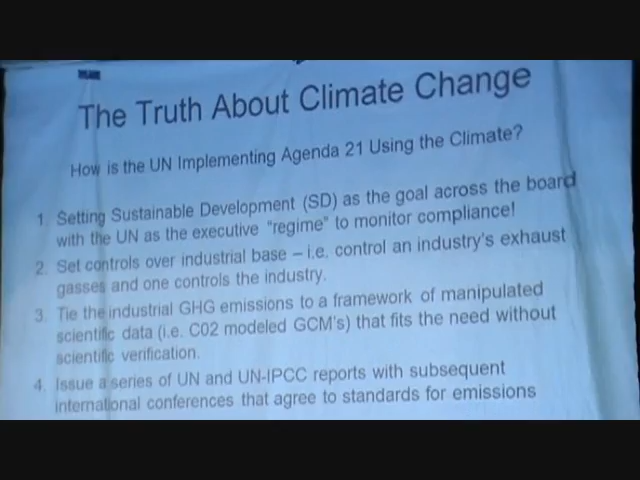 The Truth About Climate Change
How is the UN Implementing Agenda 21 Using the Climate?
1. Setting Sustainable Development (SD) as the goal across the board
with the UN as the executive “regime” to monitor compliance!
2. Set controls over industrial base – i.e. control an industry's exhaust
gasses and one controls the industry.
3. Tie the industrial GHG emissions to a framework of manipulated
scientific data (i.e. C02 modeled GCM's) that fits the need without
scientific verification.
4. Issue a series of UN and UN-IPCC reports with subsequent
international conferences that agree to standards for emissions